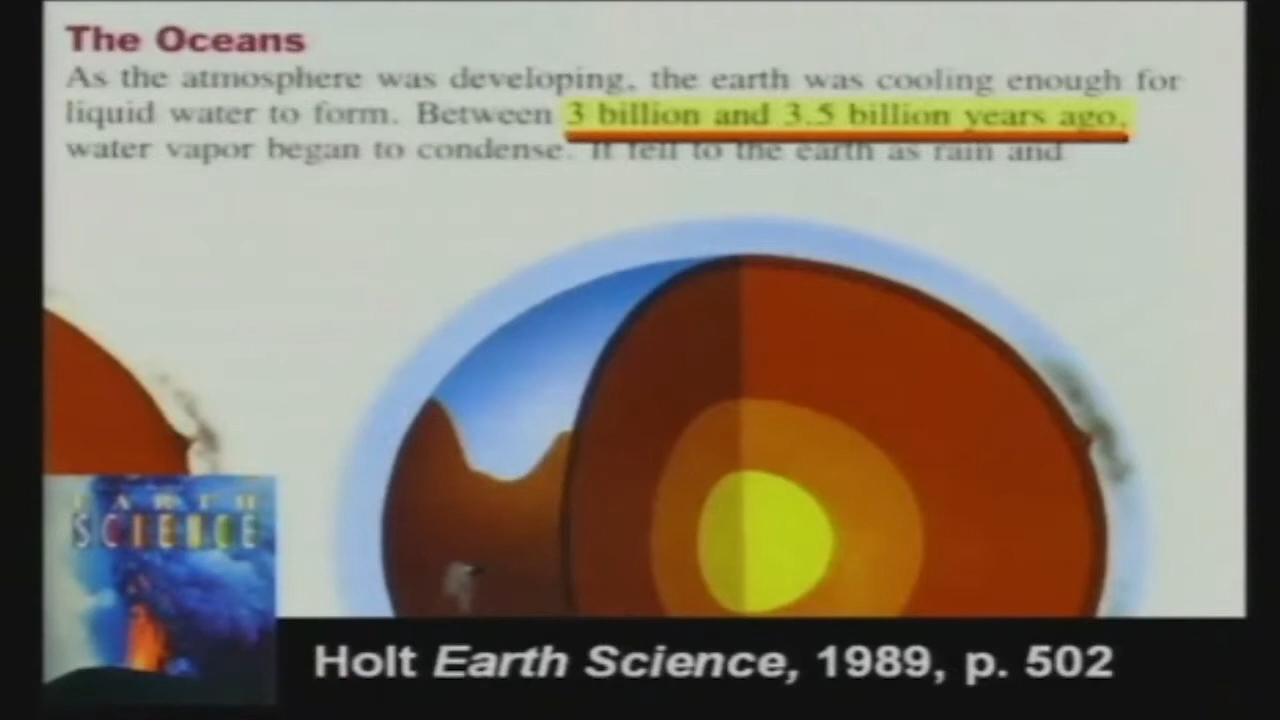 The Oceans
As the atmosphere was developing, the earth was cooling enough for
liquid water to form. Between 3 billion and 3.5 billion years ago,
water vapor began to condense. It fell to the earth as rain and
EARTH
SCIENCE
Holt Earth Science, 1989, p. 502